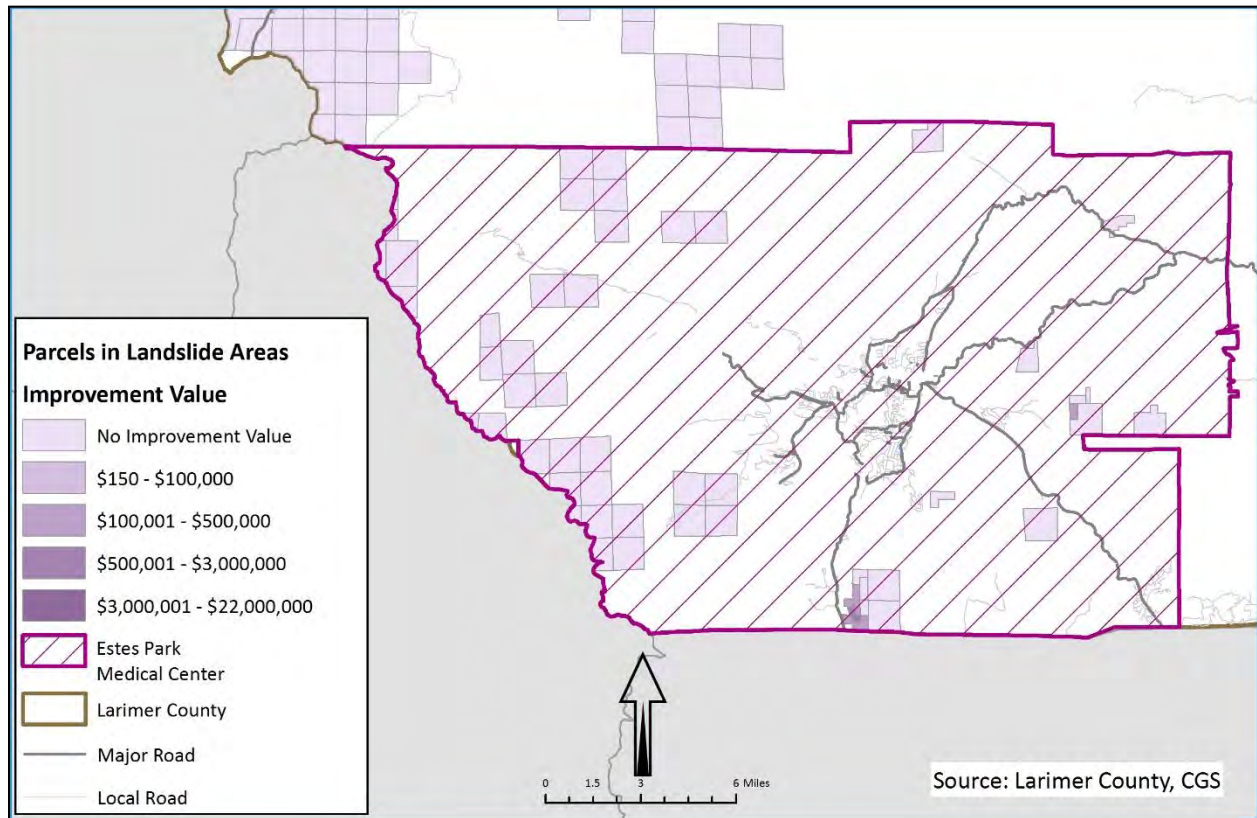 Parcels in Landslide Areas
Improvement Value
No Improvement Value
$150 - $100,000
$100,001 - $500,000
$500,001 - $3,000,000
$3,000,001 - $22,000,000
Estes Park
Medical Center
Larimer County
Major Road
Local Road
0 1.5 3 6 Miles
Source: Larimer County, CGS